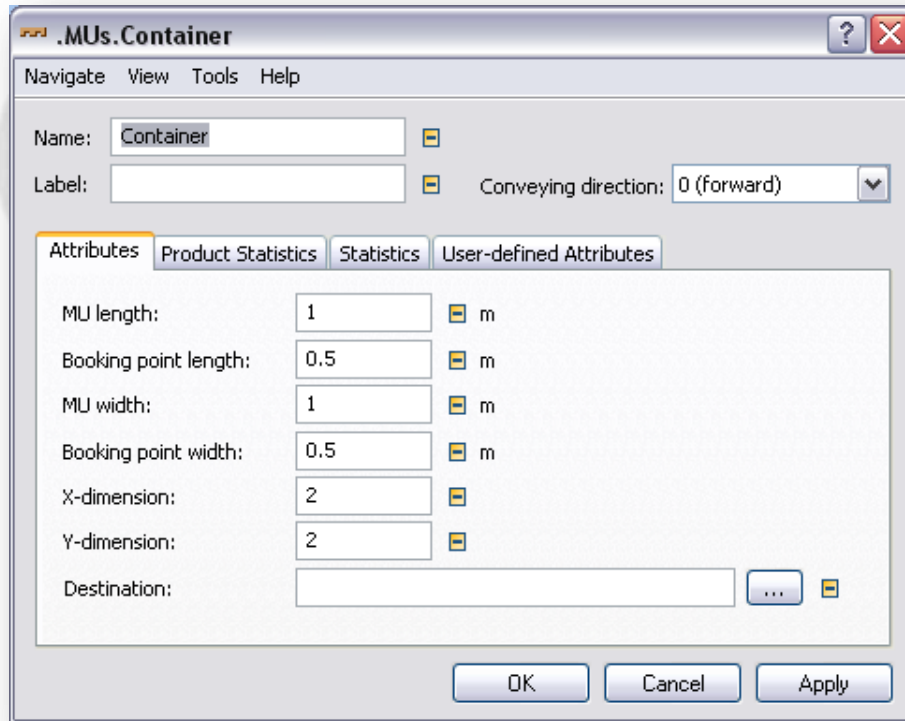 .MUs.Container
?
Navigate View Tools Help
Name: Container
Label: Conveying direction: 0 (forward)
Attributes Product Statistics Statistics User-defined Attributes
MU length: 1 m
Booking point length: 0.5 m
MU width: 1 m
Booking point width: 0.5 m
X-dimension: 2
Y-dimension: 2
Destination: ...
OK Cancel Apply